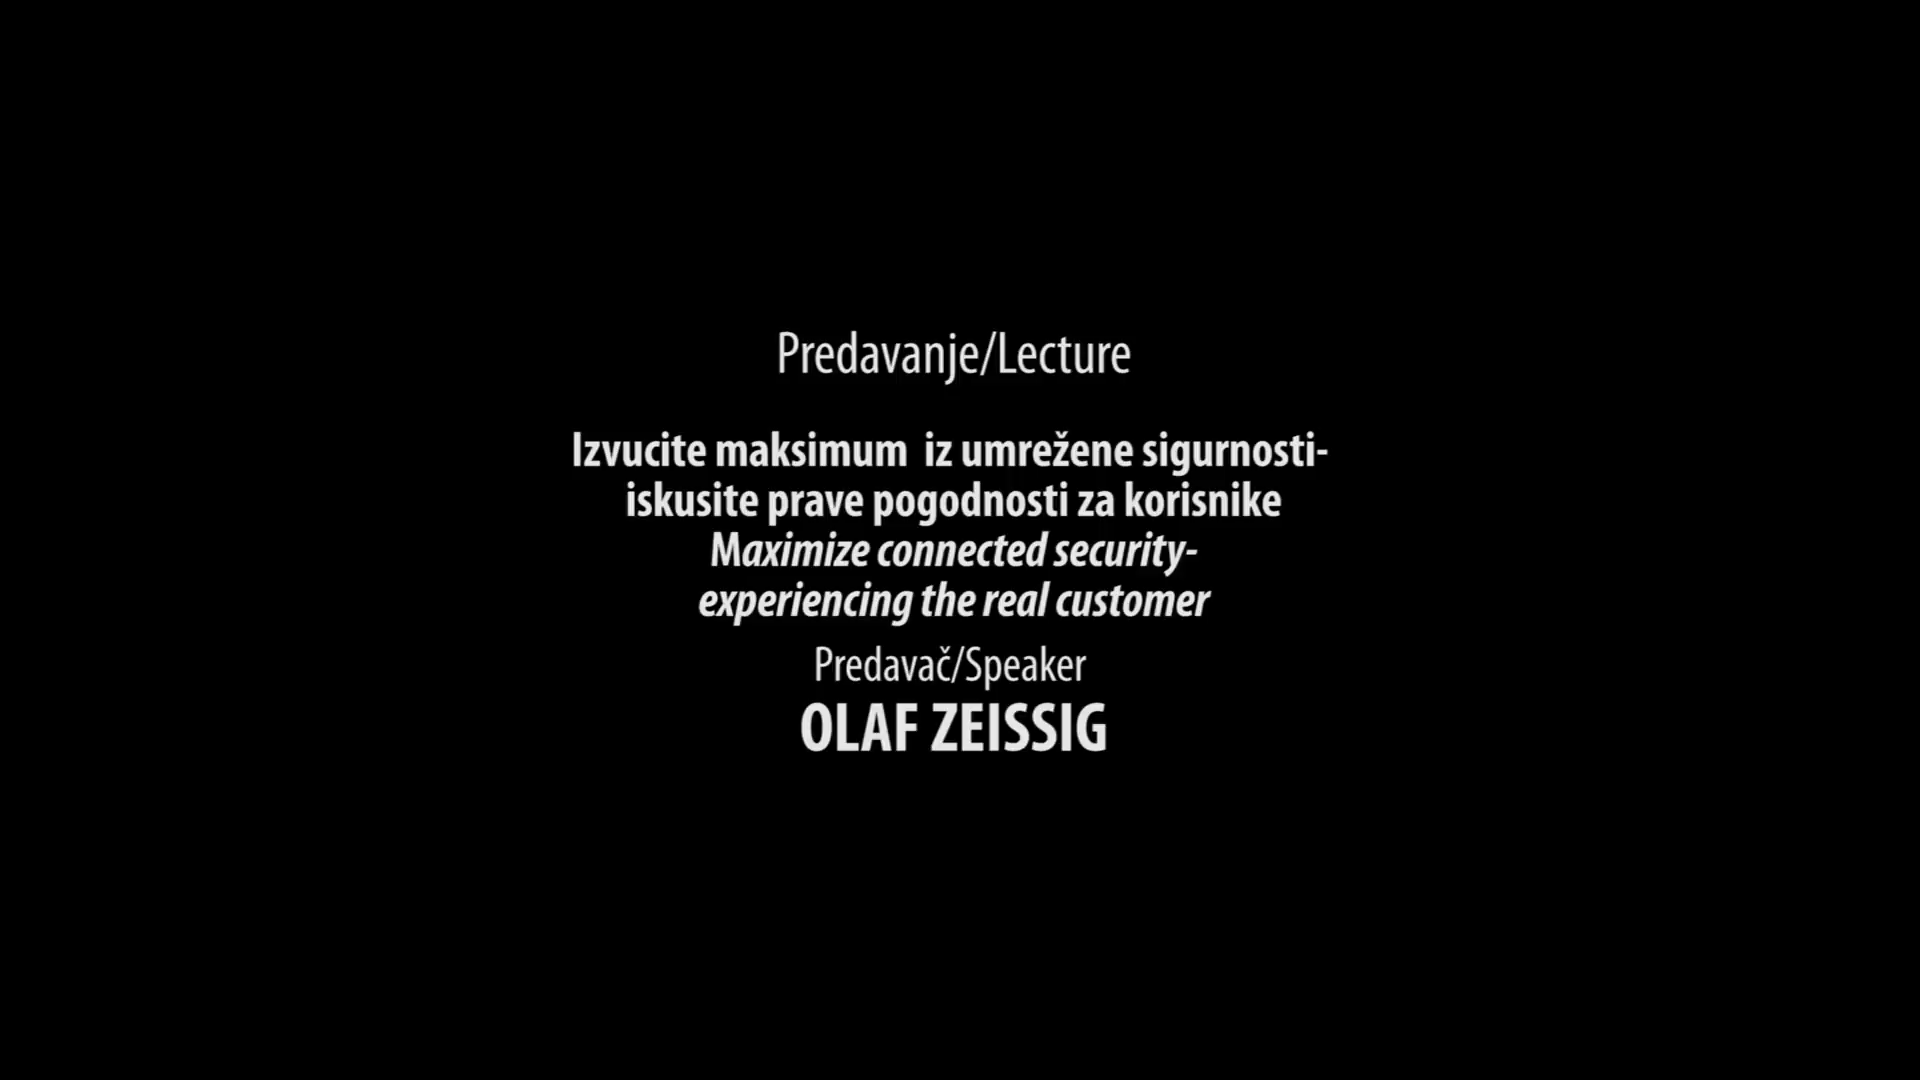 Predavanje/Lecture
Izvucite maksimum  iz umrežene sigurnosti-
iskusite prave pogodnosti za korisnike
Maximize connected security-
experiencing the real customer
Predavač/Speaker
OLAF ZEISSIG